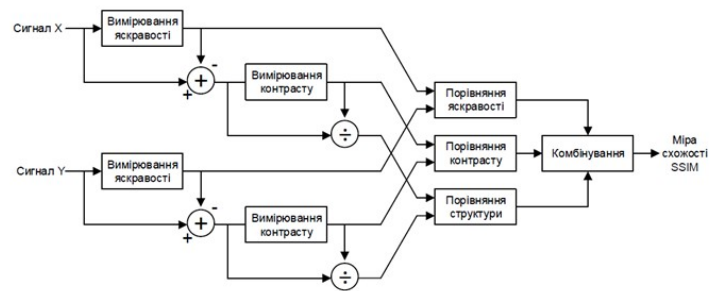 Сигнал X
Вимірювання
яскравості
-
+
+
Вимірювання
контрасту
÷
Порівняння
яскравості
Порівняння
контрасту
Порівняння
структури
Комбінування
Міра
схожості
SSIM
Сигнал Y
Вимірювання
яскравості
-
+
+
Вимірювання
контрасту
÷